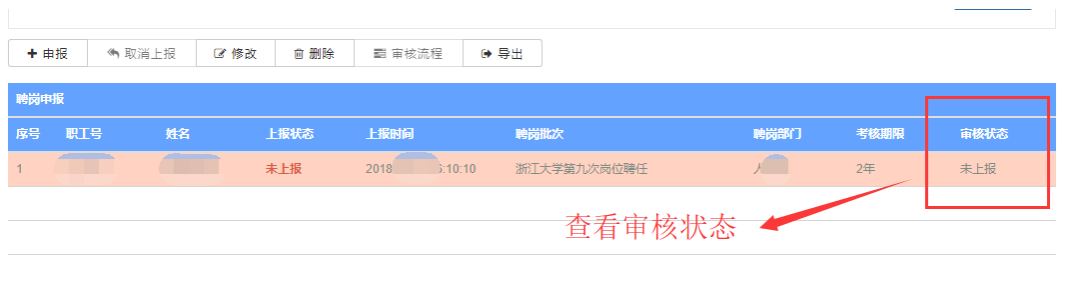 申报 取消上报 修改 删除 审核流程 导出
聘岗申报
序号 职工号 姓名 上报状态 上报时间 聘岗批次 聘岗部门 考核期限 审核状态
1 未上报 2018 :10:10 浙江大学第九次岗位聘任 人 2年 未上报
查看审核状态